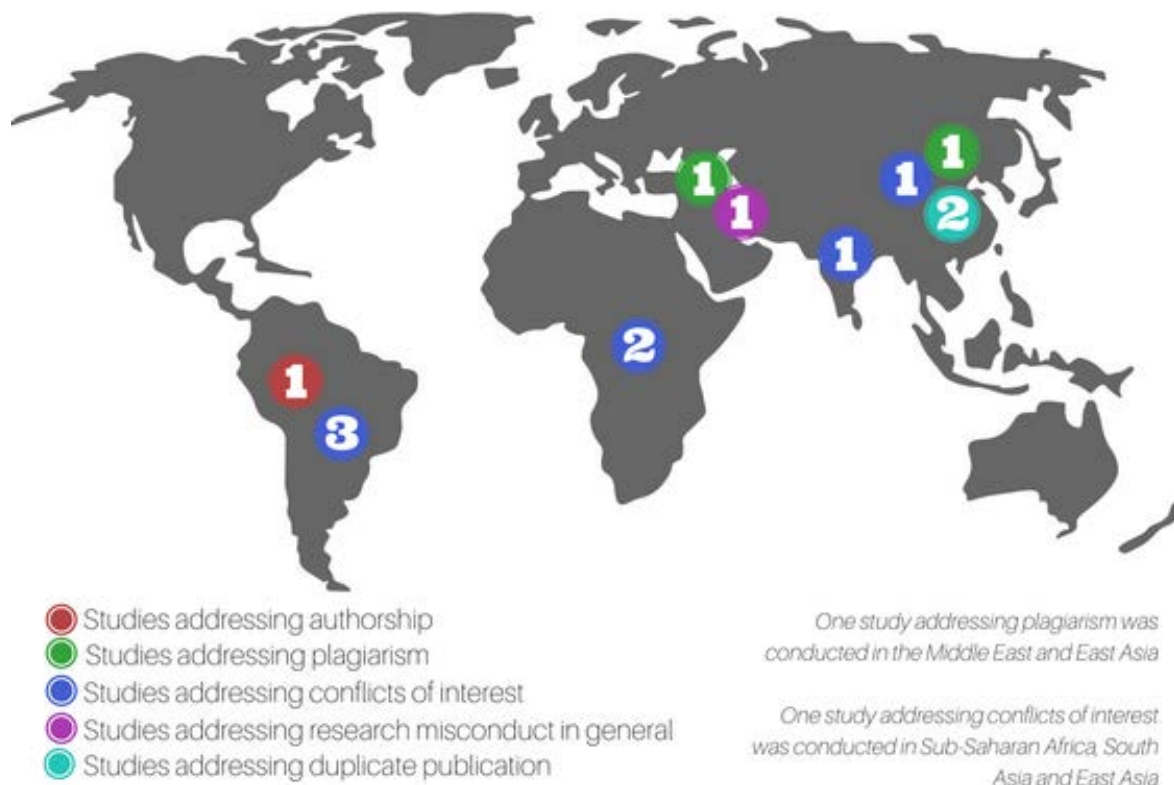 1
1
1
1
2
1
2
1
3
Studies addressing authorship
Studies addressing plagiarism
Studies addressing conflicts of interest
Studies addressing research misconduct in general
Studies addressing duplicate publication
One study addressing plagiarism was
conducted in the Middle East and East Asia
One study addressing conflicts of interest
was conducted in Sub-Saharan Africa, South
Asia and East Asia